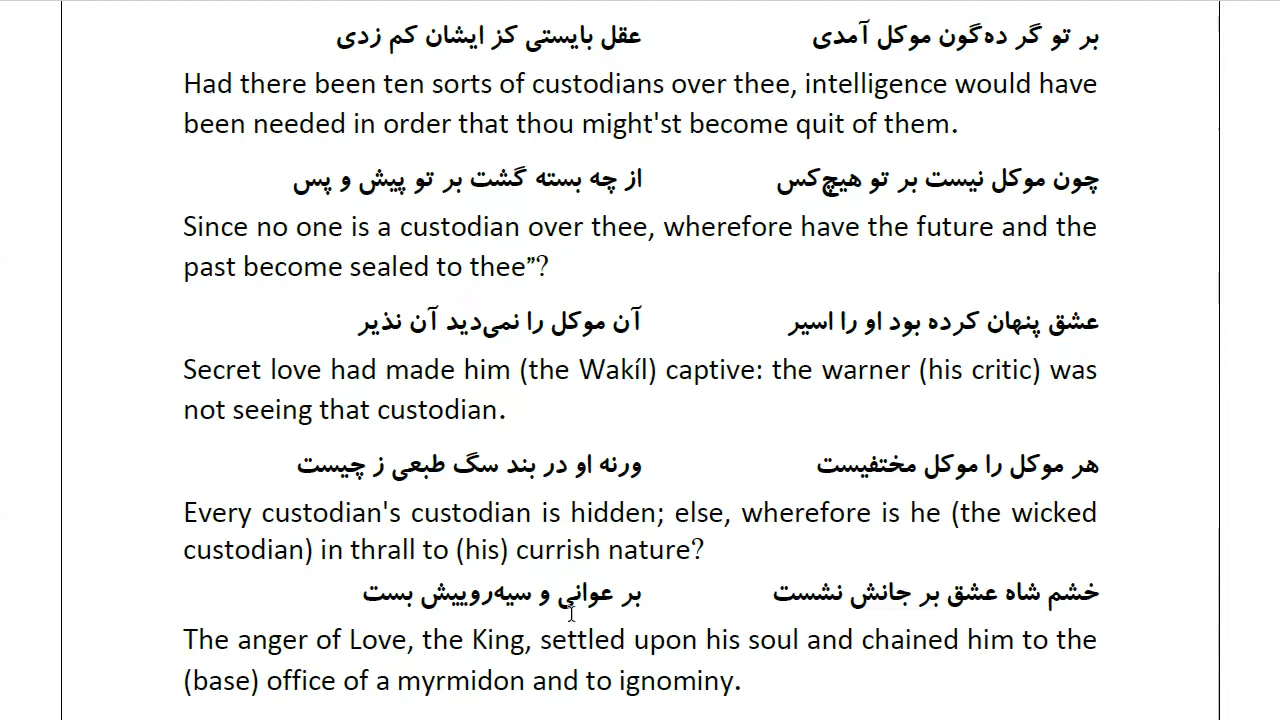 بر تو گر ده‌گون موکل آمدی عقل بایستی کز ایشان کم زدی
Had there been ten sorts of custodians over thee, intelligence would have
been needed in order that thou might'st become quit of them.
چون موکل نیست بر تو هیچ‌کس از چه بسته گشت بر تو پیش و پس
Since no one is a custodian over thee, wherefore have the future and the
past become sealed to thee”?
عشق پنهان کرده بود او را اسیر آن موکل را نمی‌دید آن نذیر
Secret love had made him (the Wakíl) captive: the warner (his critic) was
not seeing that custodian.
هر موکل را موکل مختفیست ورنه او در بند سگ طبعی ز چیست
Every custodian's custodian is hidden; else, wherefore is he (the wicked
custodian) in thrall to (his) currish nature?
خشم شاه عشق بر جانش نشست بر عوانی و سیه‌روییش بست
The anger of Love, the King, settled upon his soul and chained him to the
(base) office of a myrmidon and to ignominy.